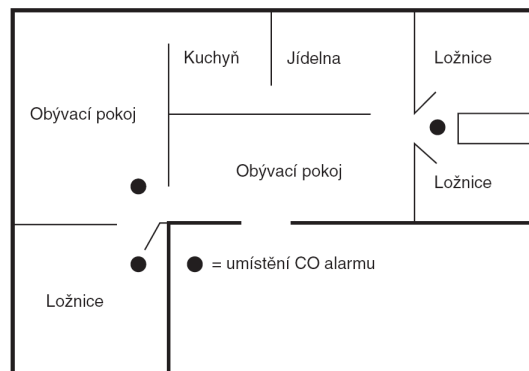 Kuchyň
Jídelna
Ložnice
Obývací pokoj
Obývací pokoj
Ložnice
= umístění CO alarmu
Ložnice